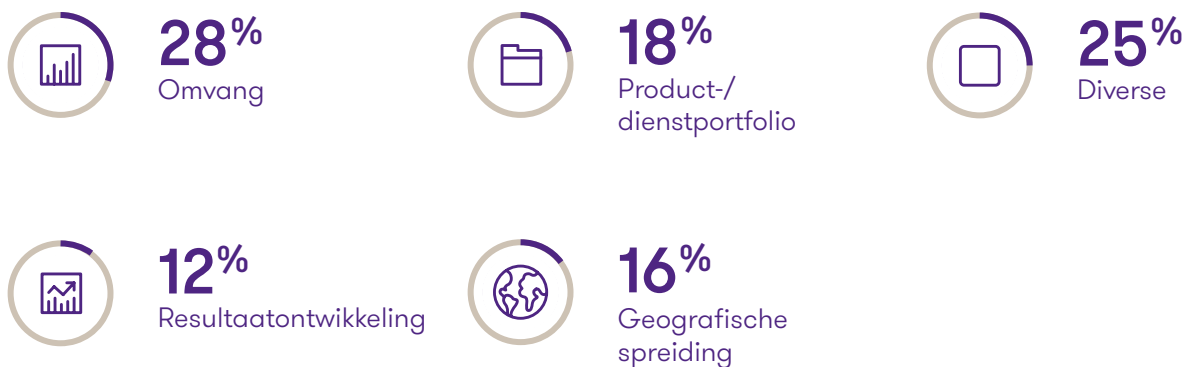 28%
Omvang
18%
Product-/
dienstportfolio
25%
Diverse
12%
Resultaatontwikkeling
16%
Geografische
spreiding